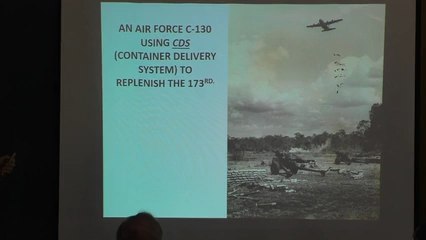 AN AIR FORCE C-130
USING CDS
(CONTAINER DELIVERY
SYSTEM) TO
REPLENISH THE 173RD.